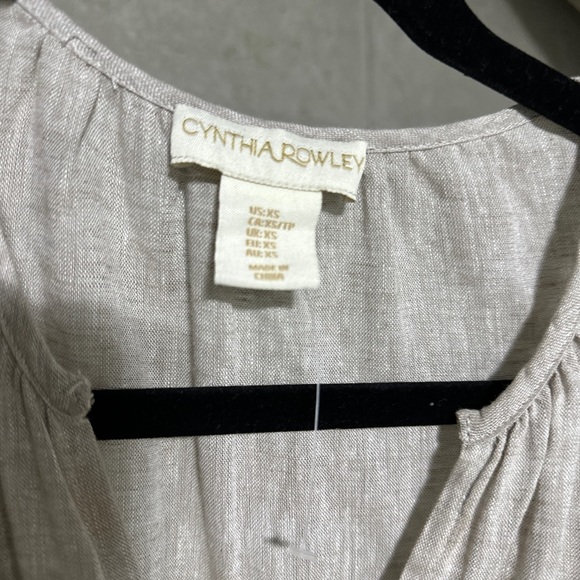 CYNTHIA ROWLEY
US:XS
CA:XS/TP
UK:XS
EU:XS
AU:XS
MADE IN
CHINA